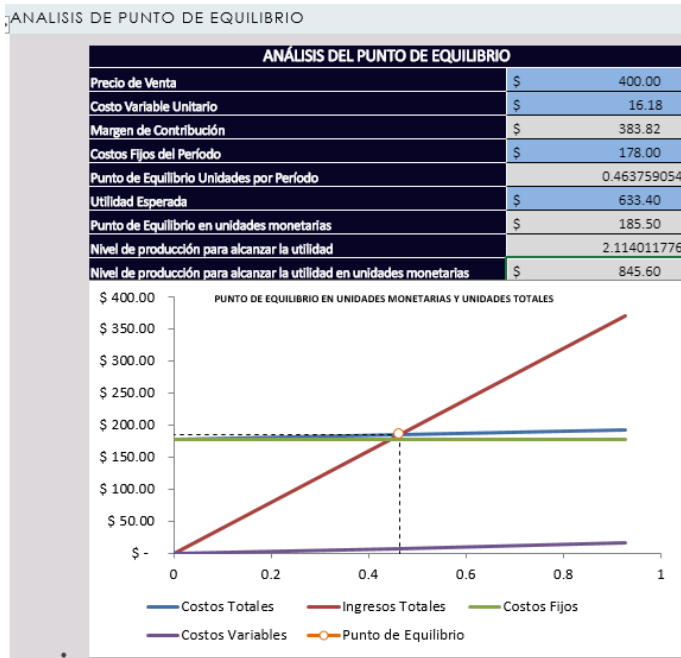 ANALISIS DE PUNTO DE EQUILIBRIO
ANÁLISIS DEL PUNTO DE EQUILIBRIO
Precio de Venta $ 400.00
Costo Variable Unitario $ 16.18
Margen de Contribución $ 383.82
Costos Fijos del Período $ 178.00
Punto de Equilibrio Unidades por Período 0.463759054
Utilidad Esperada $ 633.40
Punto de Equilibrio en unidades monetarias $ 185.50
Nivel de producción para alcanzar la utilidad 2.114011776
Nivel de producción para alcanzar la utilidad en unidades monetarias $ 845.60
PUNTO DE EQUILIBRIO EN UNIDADES MONETARIAS Y UNIDADES TOTALES
$ 400.00
$ 350.00
$ 300.00
$ 250.00
$ 200.00
$ 150.00
$ 100.00
$ 50.00
$ -
0 0.2 0.4 0.6 0.8 1
Costos Totales Ingresos Totales Costos Fijos
Costos Variables Punto de Equilibrio